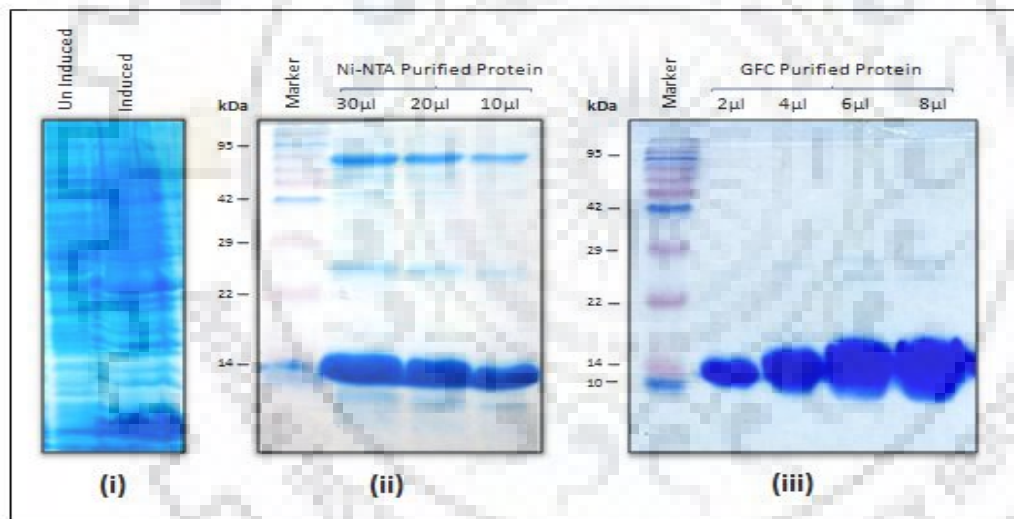 Un Induced
Induced
kDa
Marker
Ni-NTA Purified Protein
30µl 20µl 10µl
95
42
29
22
14
kDa
Marker
GFC Purified Protein
2µl 4µl 6µl 8µl
95
42
29
22
14
10
(i)
(ii)
(iii)